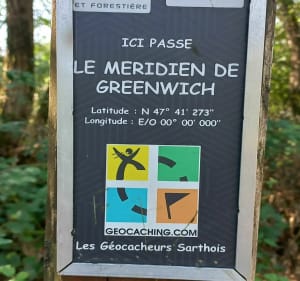 ET FORESTIÈRE
ICI PASSE
LE MERIDIEN DE
GREENWICH
Latitude : N 47° 41' 273"
Longitude : E/O 00° 00' 000"
GEOCACHING.COM
Les Géocacheurs Sarthois